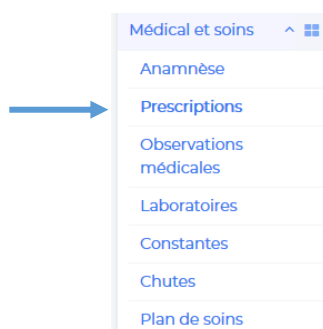 Médical et soins
Anamnèse
Prescriptions
Observations
médicales
Laboratoires
Constantes
Chutes
Plan de soins